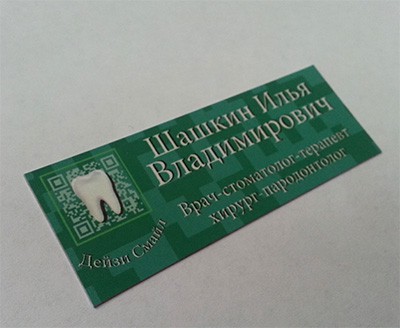 Шашкин Илья
Владимирович
Врач-стоматолог-терапевт
хирург-пародонтолог
Дейзи Смайл